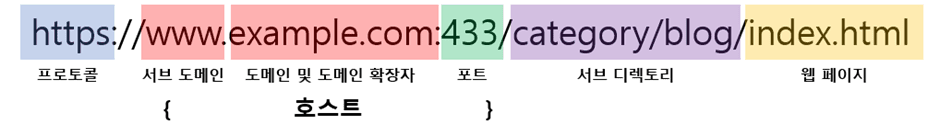 https://www.example.com:433/category/blog/index.html
프로토콜 서브 도메인 도메인 및 도메인 확장자 포트 서브 디렉토리 웹 페이지
{ 호스트 }